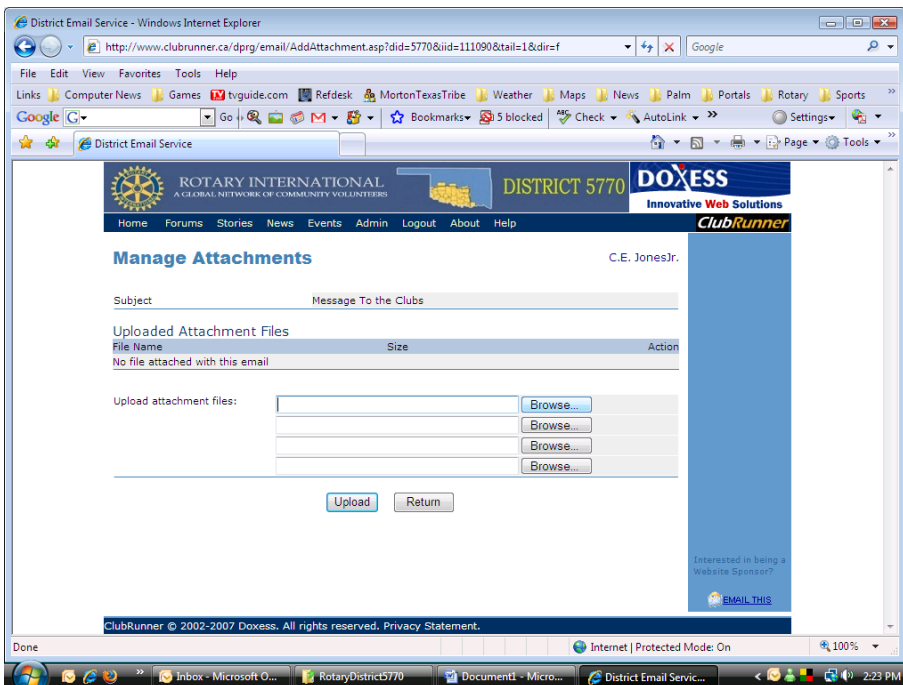 District Email Service - Windows Internet Explorer
http://www.clubrunner.ca/dprg/email/AddAttachment.asp?did=5770&iid=111090&tail=1&dir=f
Google
File Edit View Favorites Tools Help
Links Computer News Games tvguide.com Refdesk MortonTexasTribe Weather Maps News Palm Portals Rotary Sports »
Google G Go 5 blocked Bookmarks Check AutoLink » Settings
District Email Service Page Tools »
ROTARY INTERNATIONAL
A GLOBAL NETWORK OF COMMUNITY VOLUNTEERS
DISTRICT 5770
DOXESS
Innovative Web Solutions
Home Forums Stories News Events Admin Logout About Help
ClubRunner
Manage Attachments C.E. JonesJr.
Subject Message To the Clubs
Uploaded Attachment Files
File Name Size Action
No file attached with this email
Upload attachment files: Browse...
Browse...
Browse...
Browse...
Upload Return
Interested in being a
Website Sponsor?
EMAIL THIS
ClubRunner © 2002-2007 Doxess. All rights reserved. Privacy Statement.
Done Internet | Protected Mode: On 100%
» Inbox - Microsoft O... RotaryDistrict5770 Document1 - Micro... District Email Servic... 2:23 PM